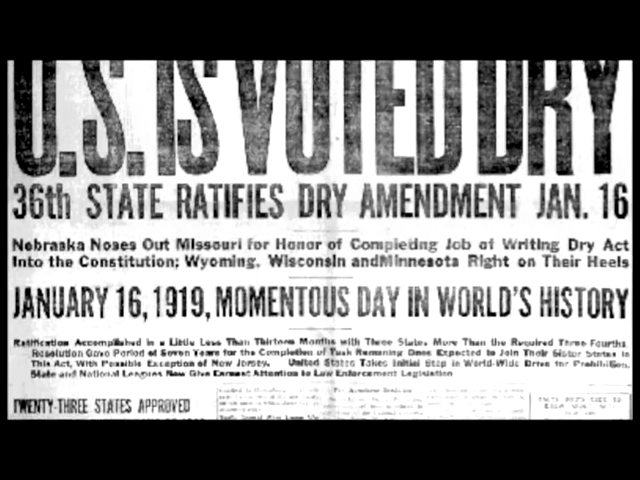 U.S. IS VOTED DRY
36th STATE RATIFIES DRY AMENDMENT JAN. 16
Nebraska Noses Out Missouri for Honor of Completing Job of Writing Dry Act
Into the Constitution; Wyoming, Wisconsin andMinnesota Right on Their Heels
JANUARY 16, 1919, MOMENTOUS DAY IN WORLD'S HISTORY
Ratification Accomplished in a Little Less Than Thirteen Months with Three States More Than the Required Three-Fourths
Resolution Gave Period of Seven Years for the Completion of Task Remaining Ones Expected to Join Their Sister States in
This Act, With Possible Exception of New Jersey. United States Takes Initial Step in World-Wide Drive for Prohibition.
State and National Leagues Now Give Earnest Attention to Law Enforcement Legislation
TWENTY-THREE STATES APPROVED